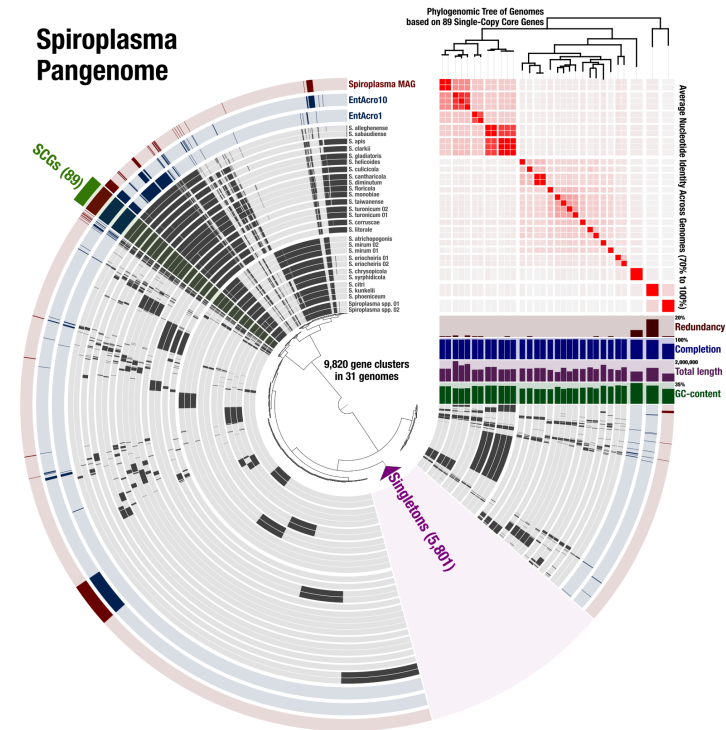 Spiroplasma
Pangenome
Phylogenomic Tree of Genomes
based on 89 Single-Copy Core Genes
Spiroplasma MAG
EntAcro10
EntAcro1
S. alleghenense
S. sabaudiense
S. apis
S. clarkii
S. gladiatoris
S. helicoides
S. culicicola
S. cantharicola
S. diminutum
S. floricola
S. monobiae
S. taiwanense
S. turonicum 02
S. turonicum 01
S. corruscae
S. litorale
S. atrichopogonis
S. mirum 02
S. mirum 01
S. eriocheiris 01
S. eriocheiris 02
S. chrysopicola
S. syrphidicola
S. citri
S. kunkelii
S. phoeniceum
Spiroplasma spp. 01
Spiroplasma spp. 02
SCGs (89)
Average Nucleotide Identity Across Genomes (70% to 100%)
20%
Redundancy
100%
Completion
2,000,000
Total length
35%
GC-content
9,820 gene clusters
in 31 genomes
Singletons (5,801)